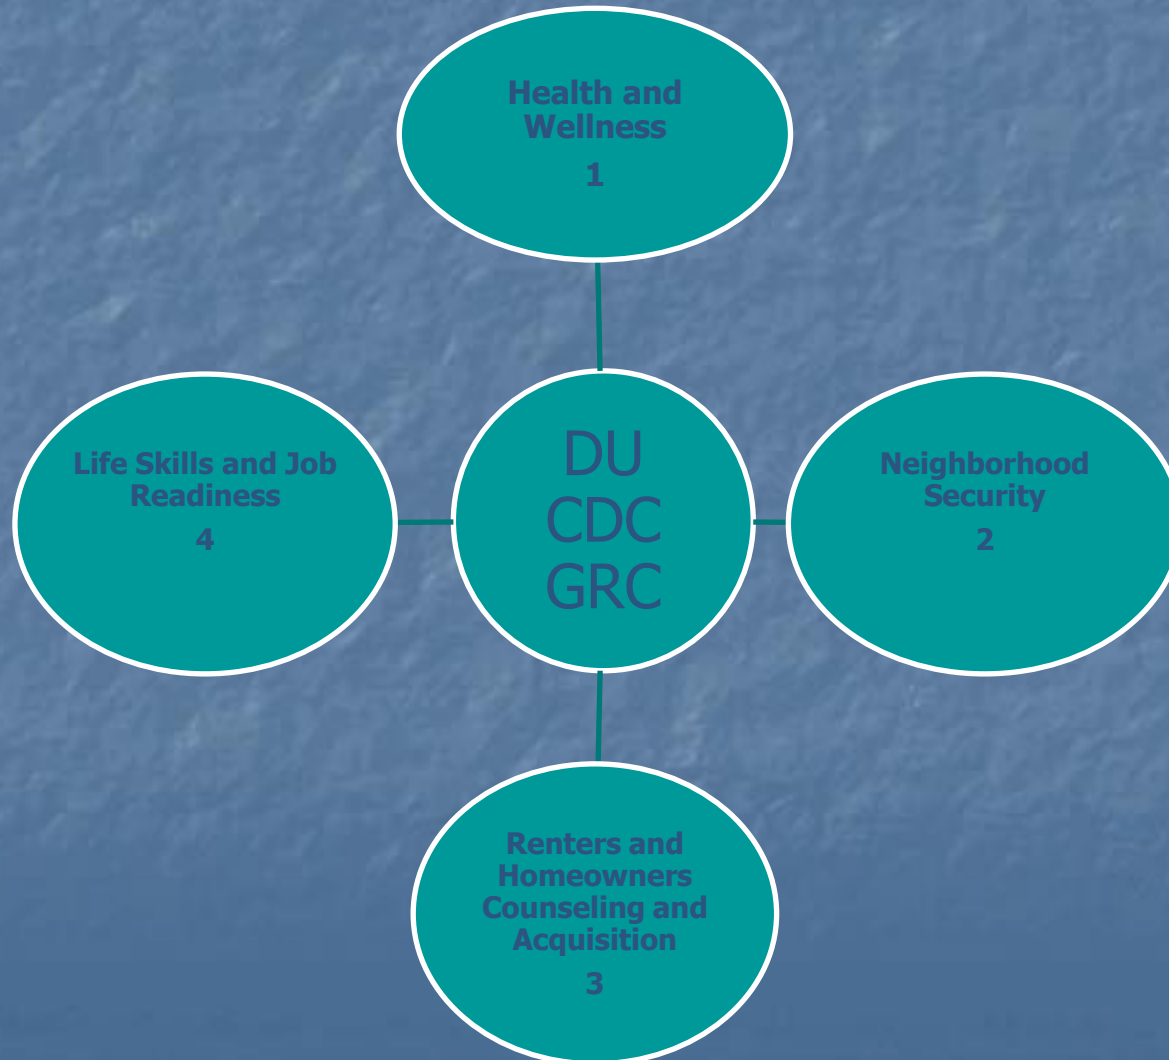 Health and
Wellness
1
Life Skills and Job
Readiness
4
DU
CDC
GRC
Neighborhood
Security
2
Renters and
Homeowners
Counseling and
Acquisition
3